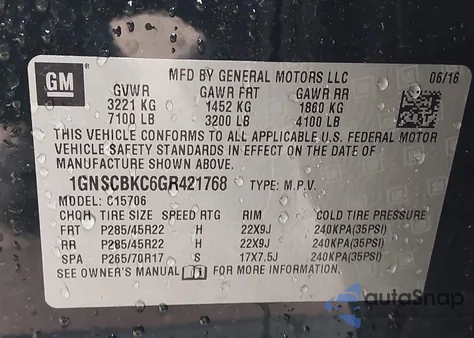 GM
MFD BY GENERAL MOTORS LLC 06/16
GVWR GAWR FRT GAWR RR
3221 KG 1452 KG 1860 KG
7100 LB 3200 LB 4100 LB
THIS VEHICLE CONFORMS TO ALL APPLICABLE U.S. FEDERAL MOTOR
VEHICLE SAFETY STANDARDS IN EFFECT ON THE DATE OF
MANUFACTURE SHOWN ABOVE.
1GNSCBKC6GR421768 TYPE: M.P.V.
MODEL: C15706
TIRE SIZE SPEED RTG RIM COLD TIRE PRESSURE
FRT P285/45R22 H 22X9J 240KPA(35PSI)
RR P285/45R22 H 22X9J 240KPA(35PSI)
SPA P265/70R17 S 17X7.5J 240KPA(35PSI)
SEE OWNER'S MANUAL FOR MORE INFORMATION.
autoSnap